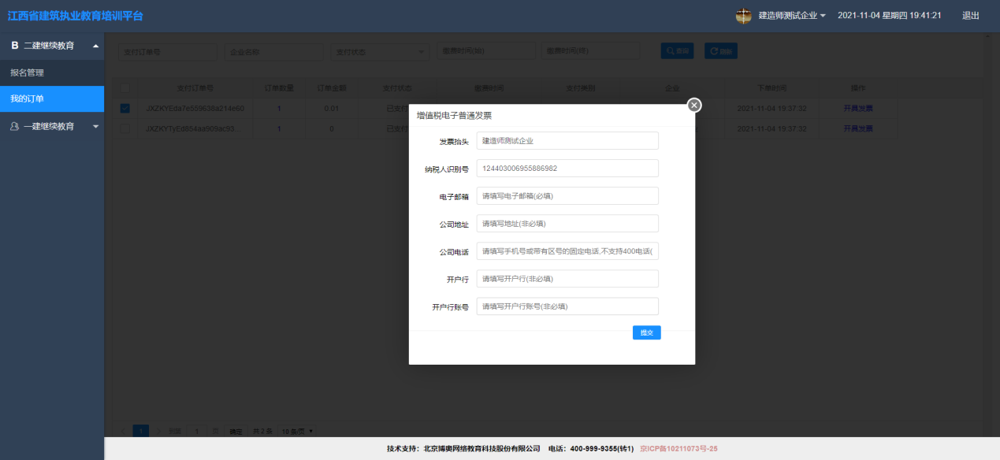 江西省建筑执业教育培训平台
建造师测试企业 2021-11-04 星期四 19:41:21 退出
B 二建继续教育
报名管理
我的订单
一建继续教育
支付订单号 企业名称 支付状态 缴费时间(始) 缴费时间(终) 查询 刷新
支付订单号 订单数量 订单金额 支付状态 缴费时间 支付类别 企业 下单时间 操作
JXZKYEda7e559638a214e60 1 0.01 已支付 2021-11-04 19:37:32 开具发票
JXZKYTyEd884aa909ac93... 1 0 已支付 2021-11-04 19:37:32 开具发票
增值税电子普通发票
发票抬头 建造师测试企业
纳税人识别号 124403006955886982
电子邮箱 请填写电子邮箱(必填)
公司地址 请填写地址(非必填)
公司电话 请填写手机号或带有区号的固定电话,不支持400电话(
开户行 请填写开户行(非必填)
开户行账号 请填写开户行账号(非必填)
提交
1 到第 1 页 确定 共 2 条 10 条/页
技术支持：北京博奥网络教育科技股份有限公司 电话：400-999-9355(转1) 京ICP备10211073号-25